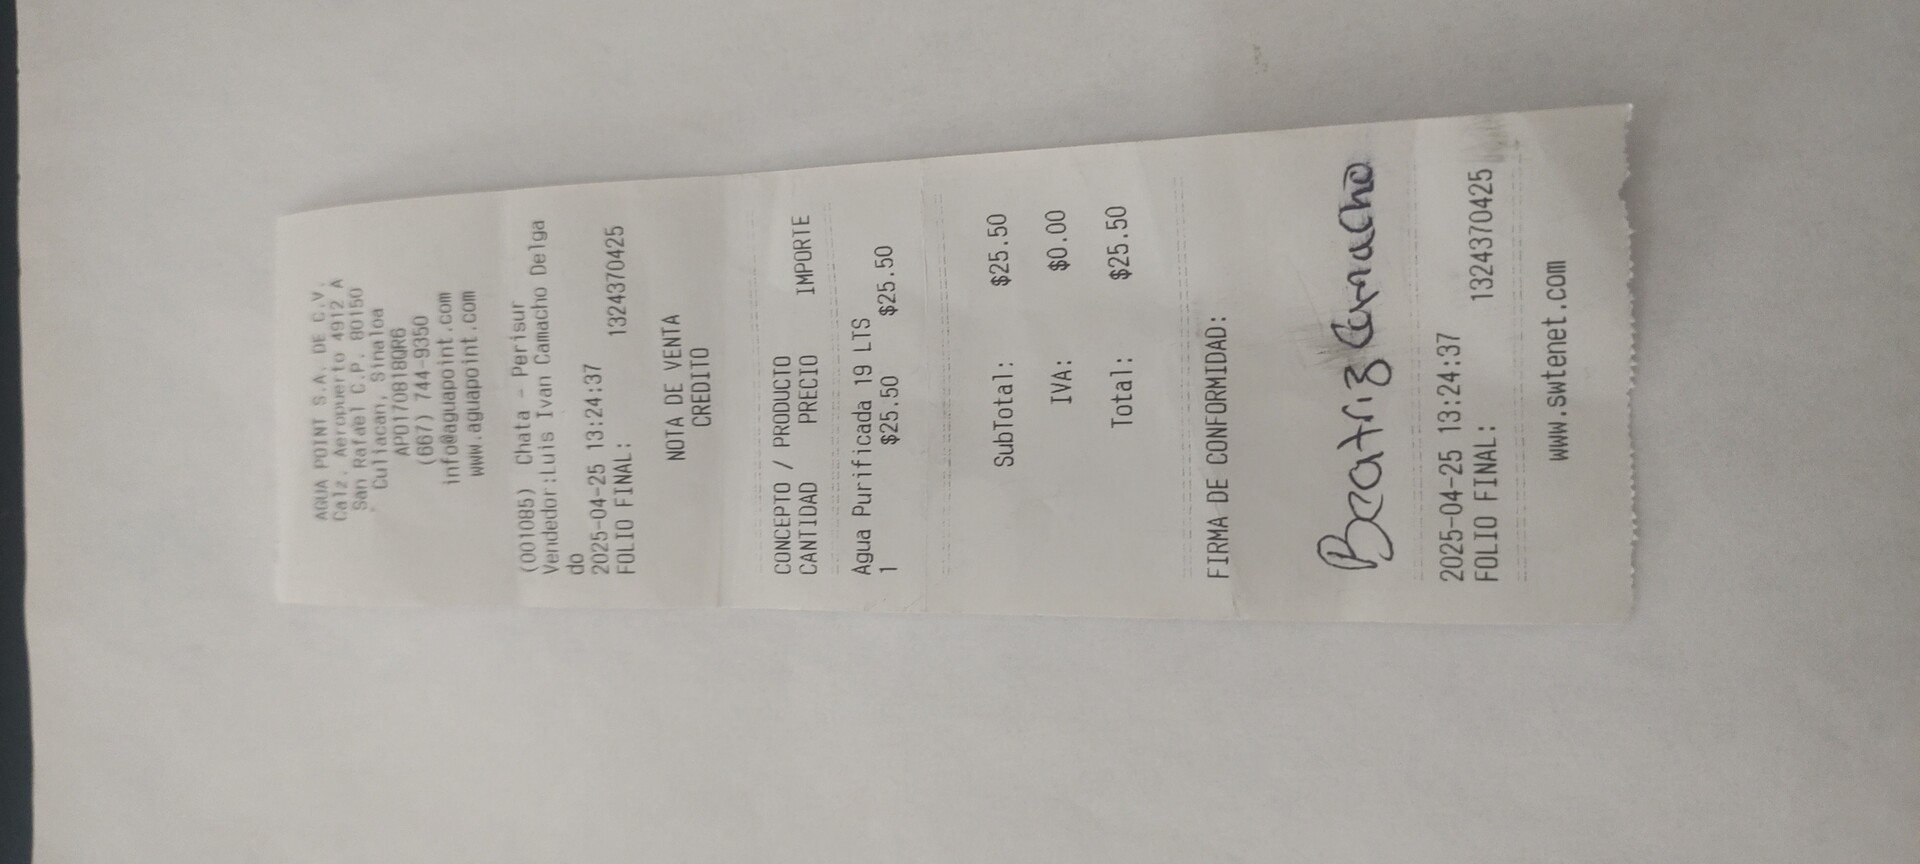 AGUA POINT S.A. DE C.V.
Calz. Aeropuerto 4912 A
San Rafael C.P. 80150
Culiacan, Sinaloa
APO170818QR6
(667) 744-9350
info@aguapoint.com
www.aguapoint.com
(001085) Chata - Perisur
Vendedor:Luis Ivan Camacho Delga
do
2025-04-25 13:24:37
FOLIO FINAL: 1324370425
NOTA DE VENTA
CREDITO
CONCEPTO / PRODUCTO
CANTIDAD PRECIO IMPORTE
Agua Purificada 19 LTS
1 $25.50 $25.50
SubTotal: $25.50
IVA: $0.00
Total: $25.50
FIRMA DE CONFORMIDAD:
Beatriz Camacho
2025-04-25 13:24:37
FOLIO FINAL: 1324370425
www.swtenet.com